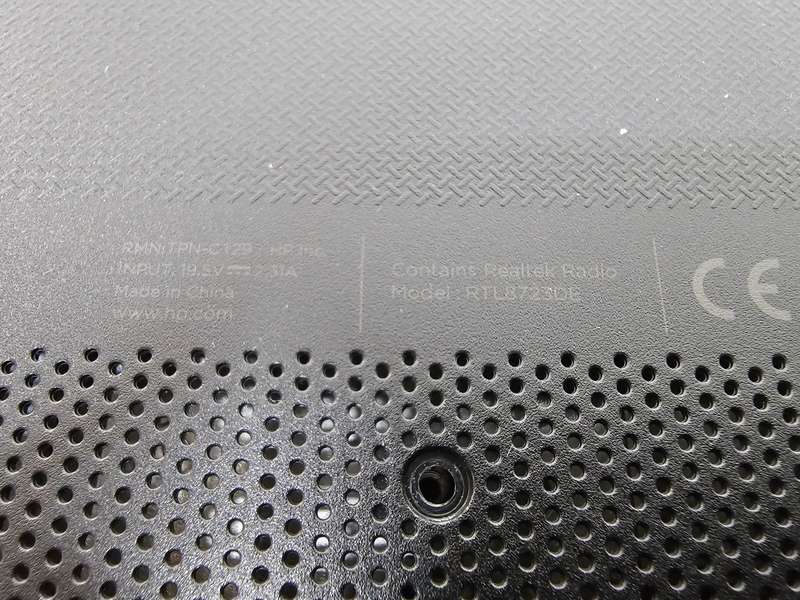 RMN:TPN-C129 HP Inc.
INPUT: 19.5V⎓2.31A
Made in China
www.hp.com
Contains Realtek Radio
Model : RTL8723DE
CE